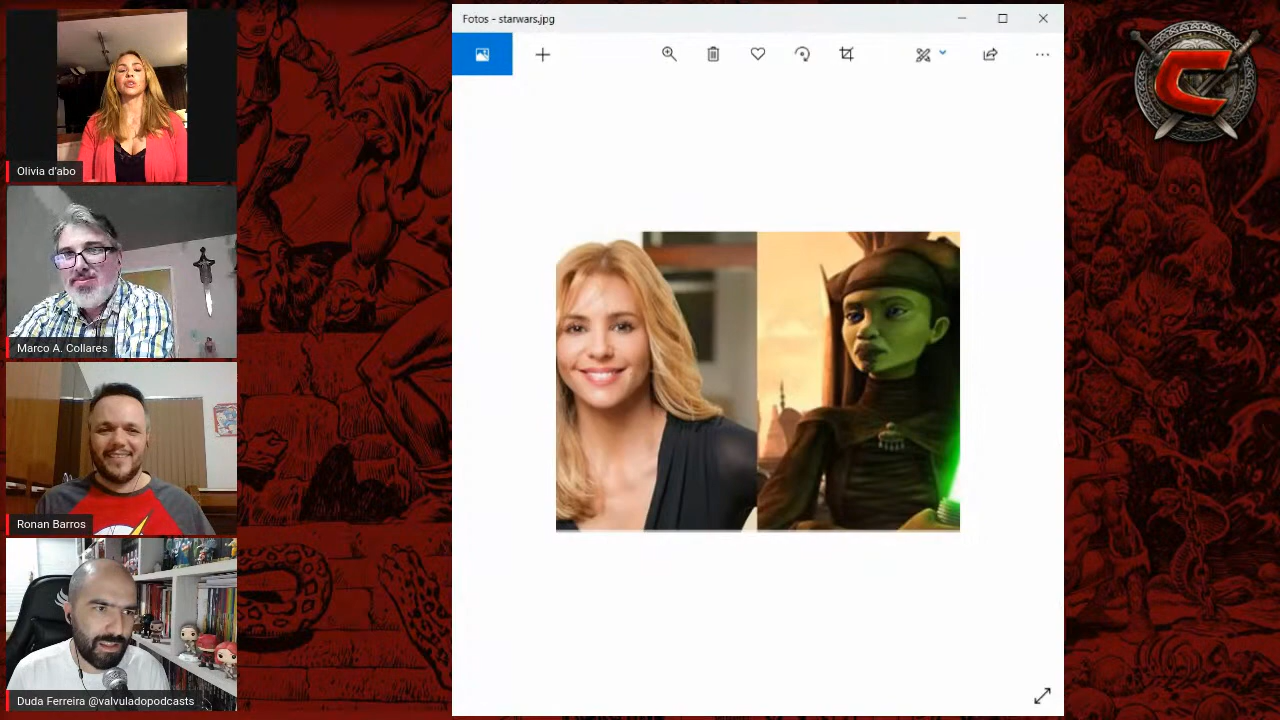 Fotos - starwars.jpg
Olivia d'abo
Marco A. Collares
Ronan Barros
Duda Ferreira @valvuladopodcasts
C